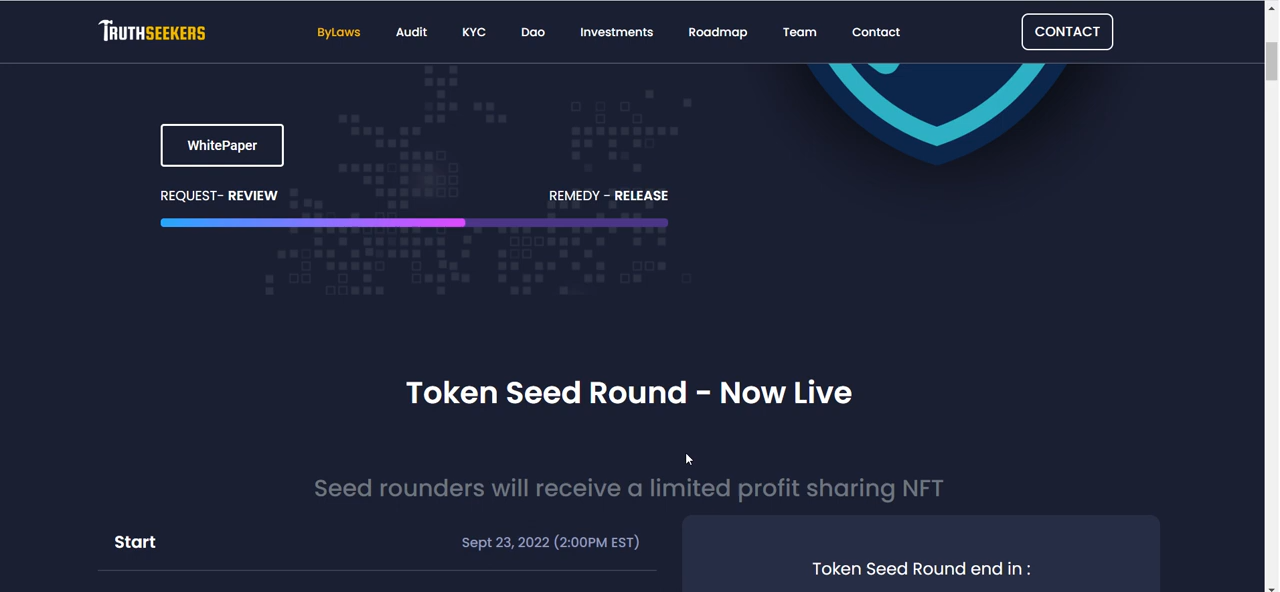 TRUTHSEEKERS ByLaws Audit KYC Dao Investments Roadmap Team Contact CONTACT
WhitePaper
REQUEST- REVIEW REMEDY - RELEASE
Token Seed Round - Now Live
Seed rounders will receive a limited profit sharing NFT
Start Sept 23, 2022 (2:00PM EST)
Token Seed Round end in :